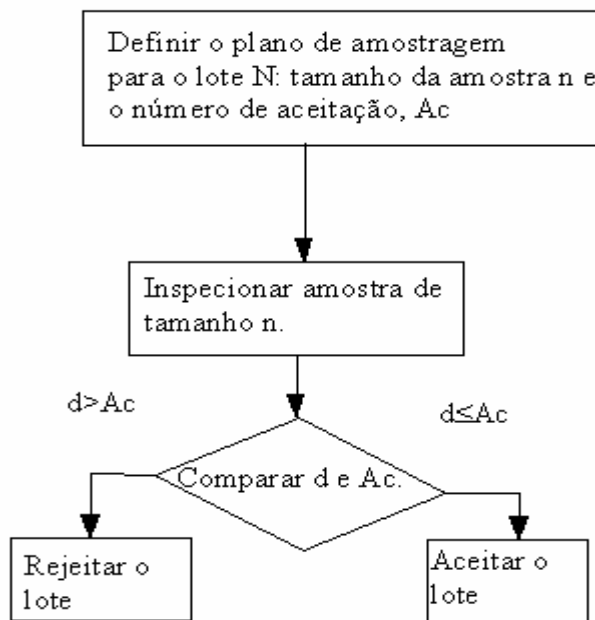 Definir o plano de amostragem
para o lote N: tamanho da amostra n e
o número de aceitação, Ac
Inspecionar amostra de
tamanho n.
d>Ac
d≤Ac
Comparar d e Ac.
Rejeitar o
lote
Aceitar o
lote